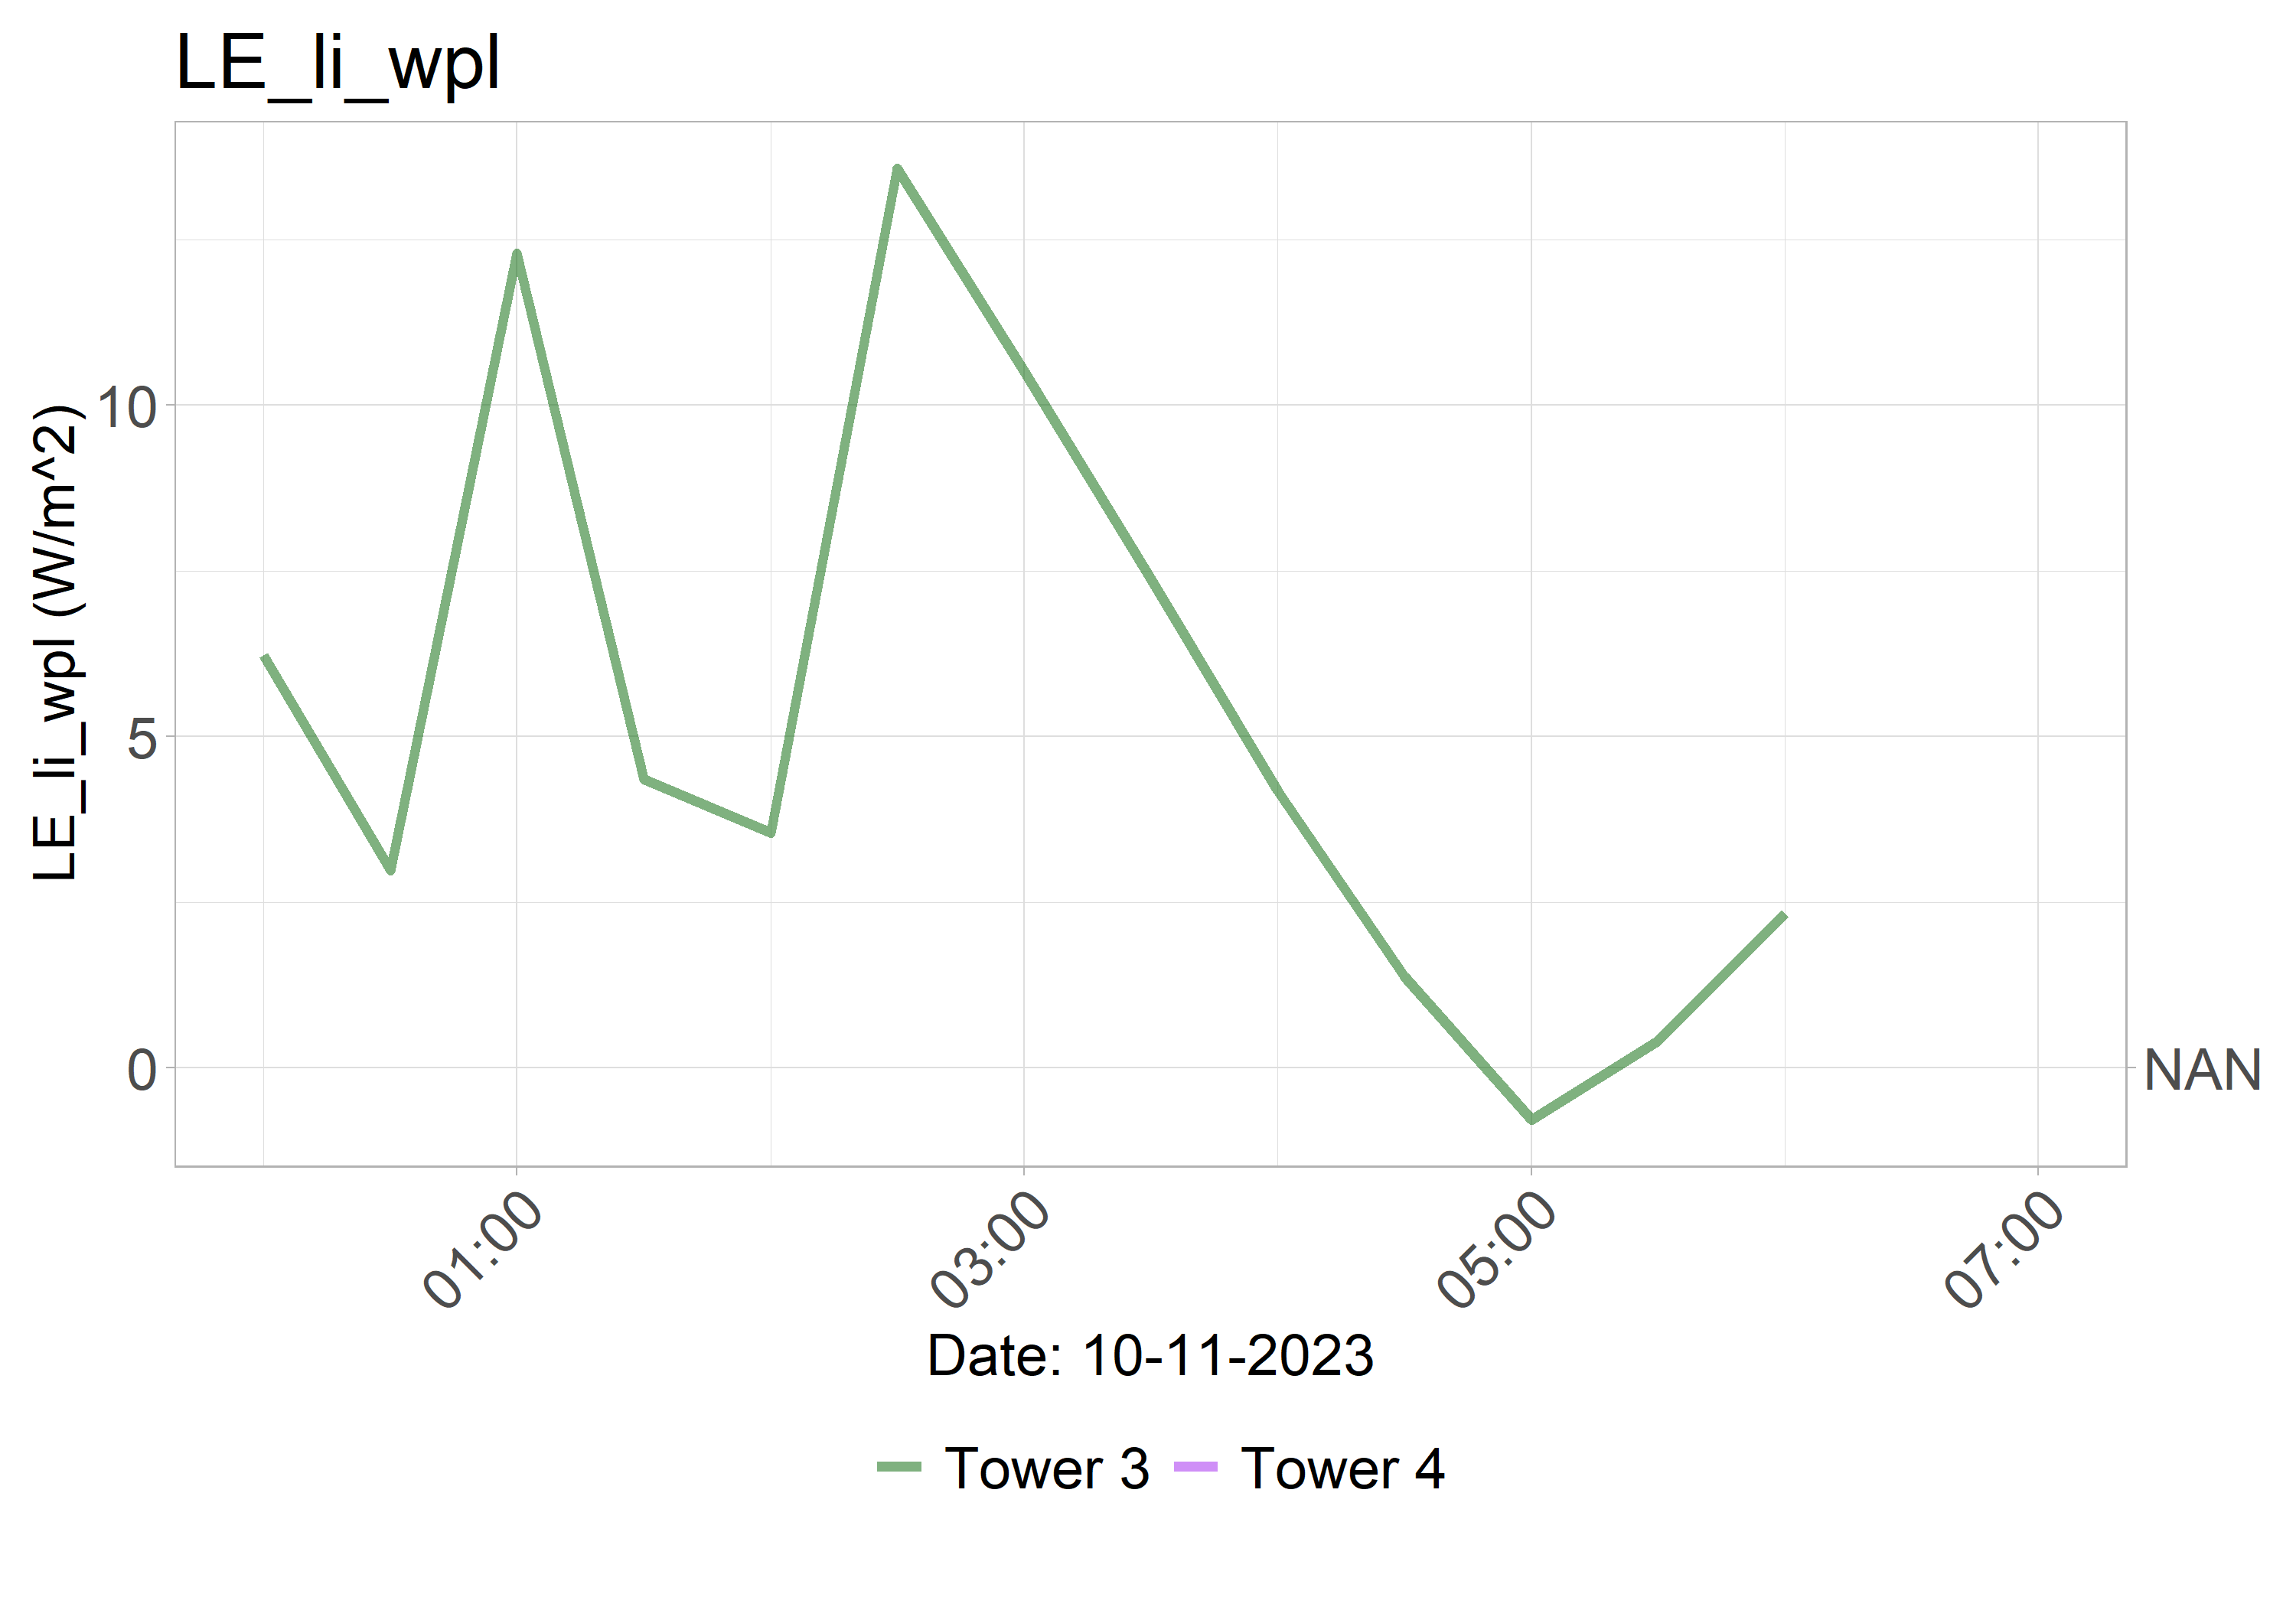 LE_li_wpl
LE_li_wpl (W/m^2)
10
5
0
NAN
01:00
03:00
05:00
07:00
Date: 10-11-2023
Tower 3
Tower 4